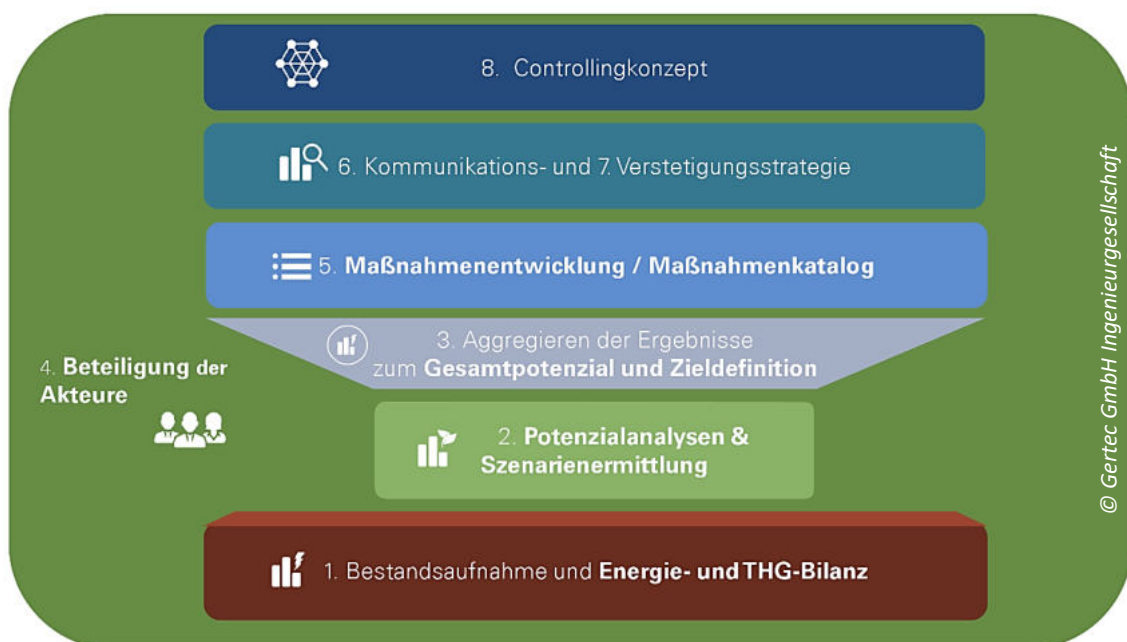 8. Controllingkonzept
6. Kommunikations- und 7. Verstetigungsstrategie
5. Maßnahmenentwicklung / Maßnahmenkatalog
3. Aggregieren der Ergebnisse
zum Gesamtpotenzial und Zieldefinition
4. Beteiligung der
Akteure
2. Potenzialanalysen &
Szenarienermittlung
1. Bestandsaufnahme und Energie- und THG-Bilanz
© Gertec GmbH Ingenieurgesellschaft